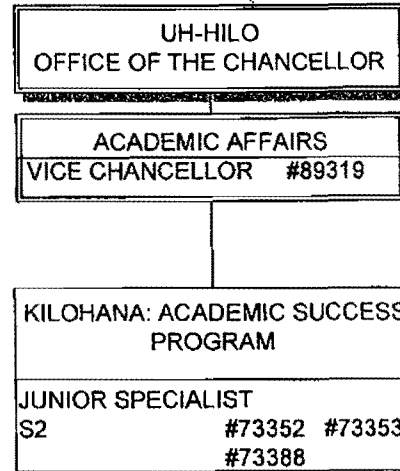 UH-HILO
OFFICE OF THE CHANCELLOR
ACADEMIC AFFAIRS
VICE CHANCELLOR #89319
KILOHANA: ACADEMIC SUCCESS
PROGRAM
JUNIOR SPECIALIST
S2 #73352 #73353
#73388